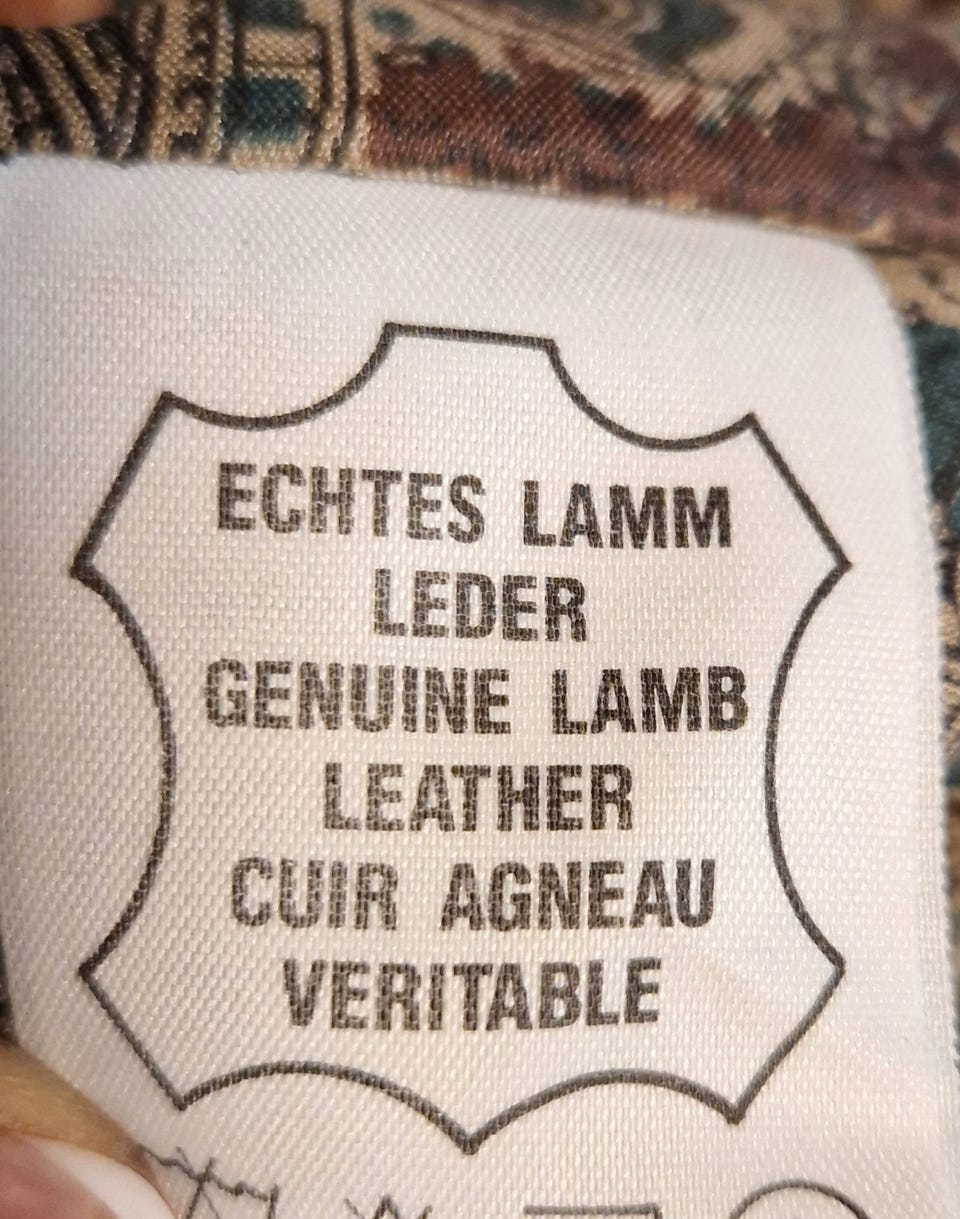 ECHTES LAMM
LEDER
GENUINE LAMB
LEATHER
CUIR AGNEAU
VERITABLE